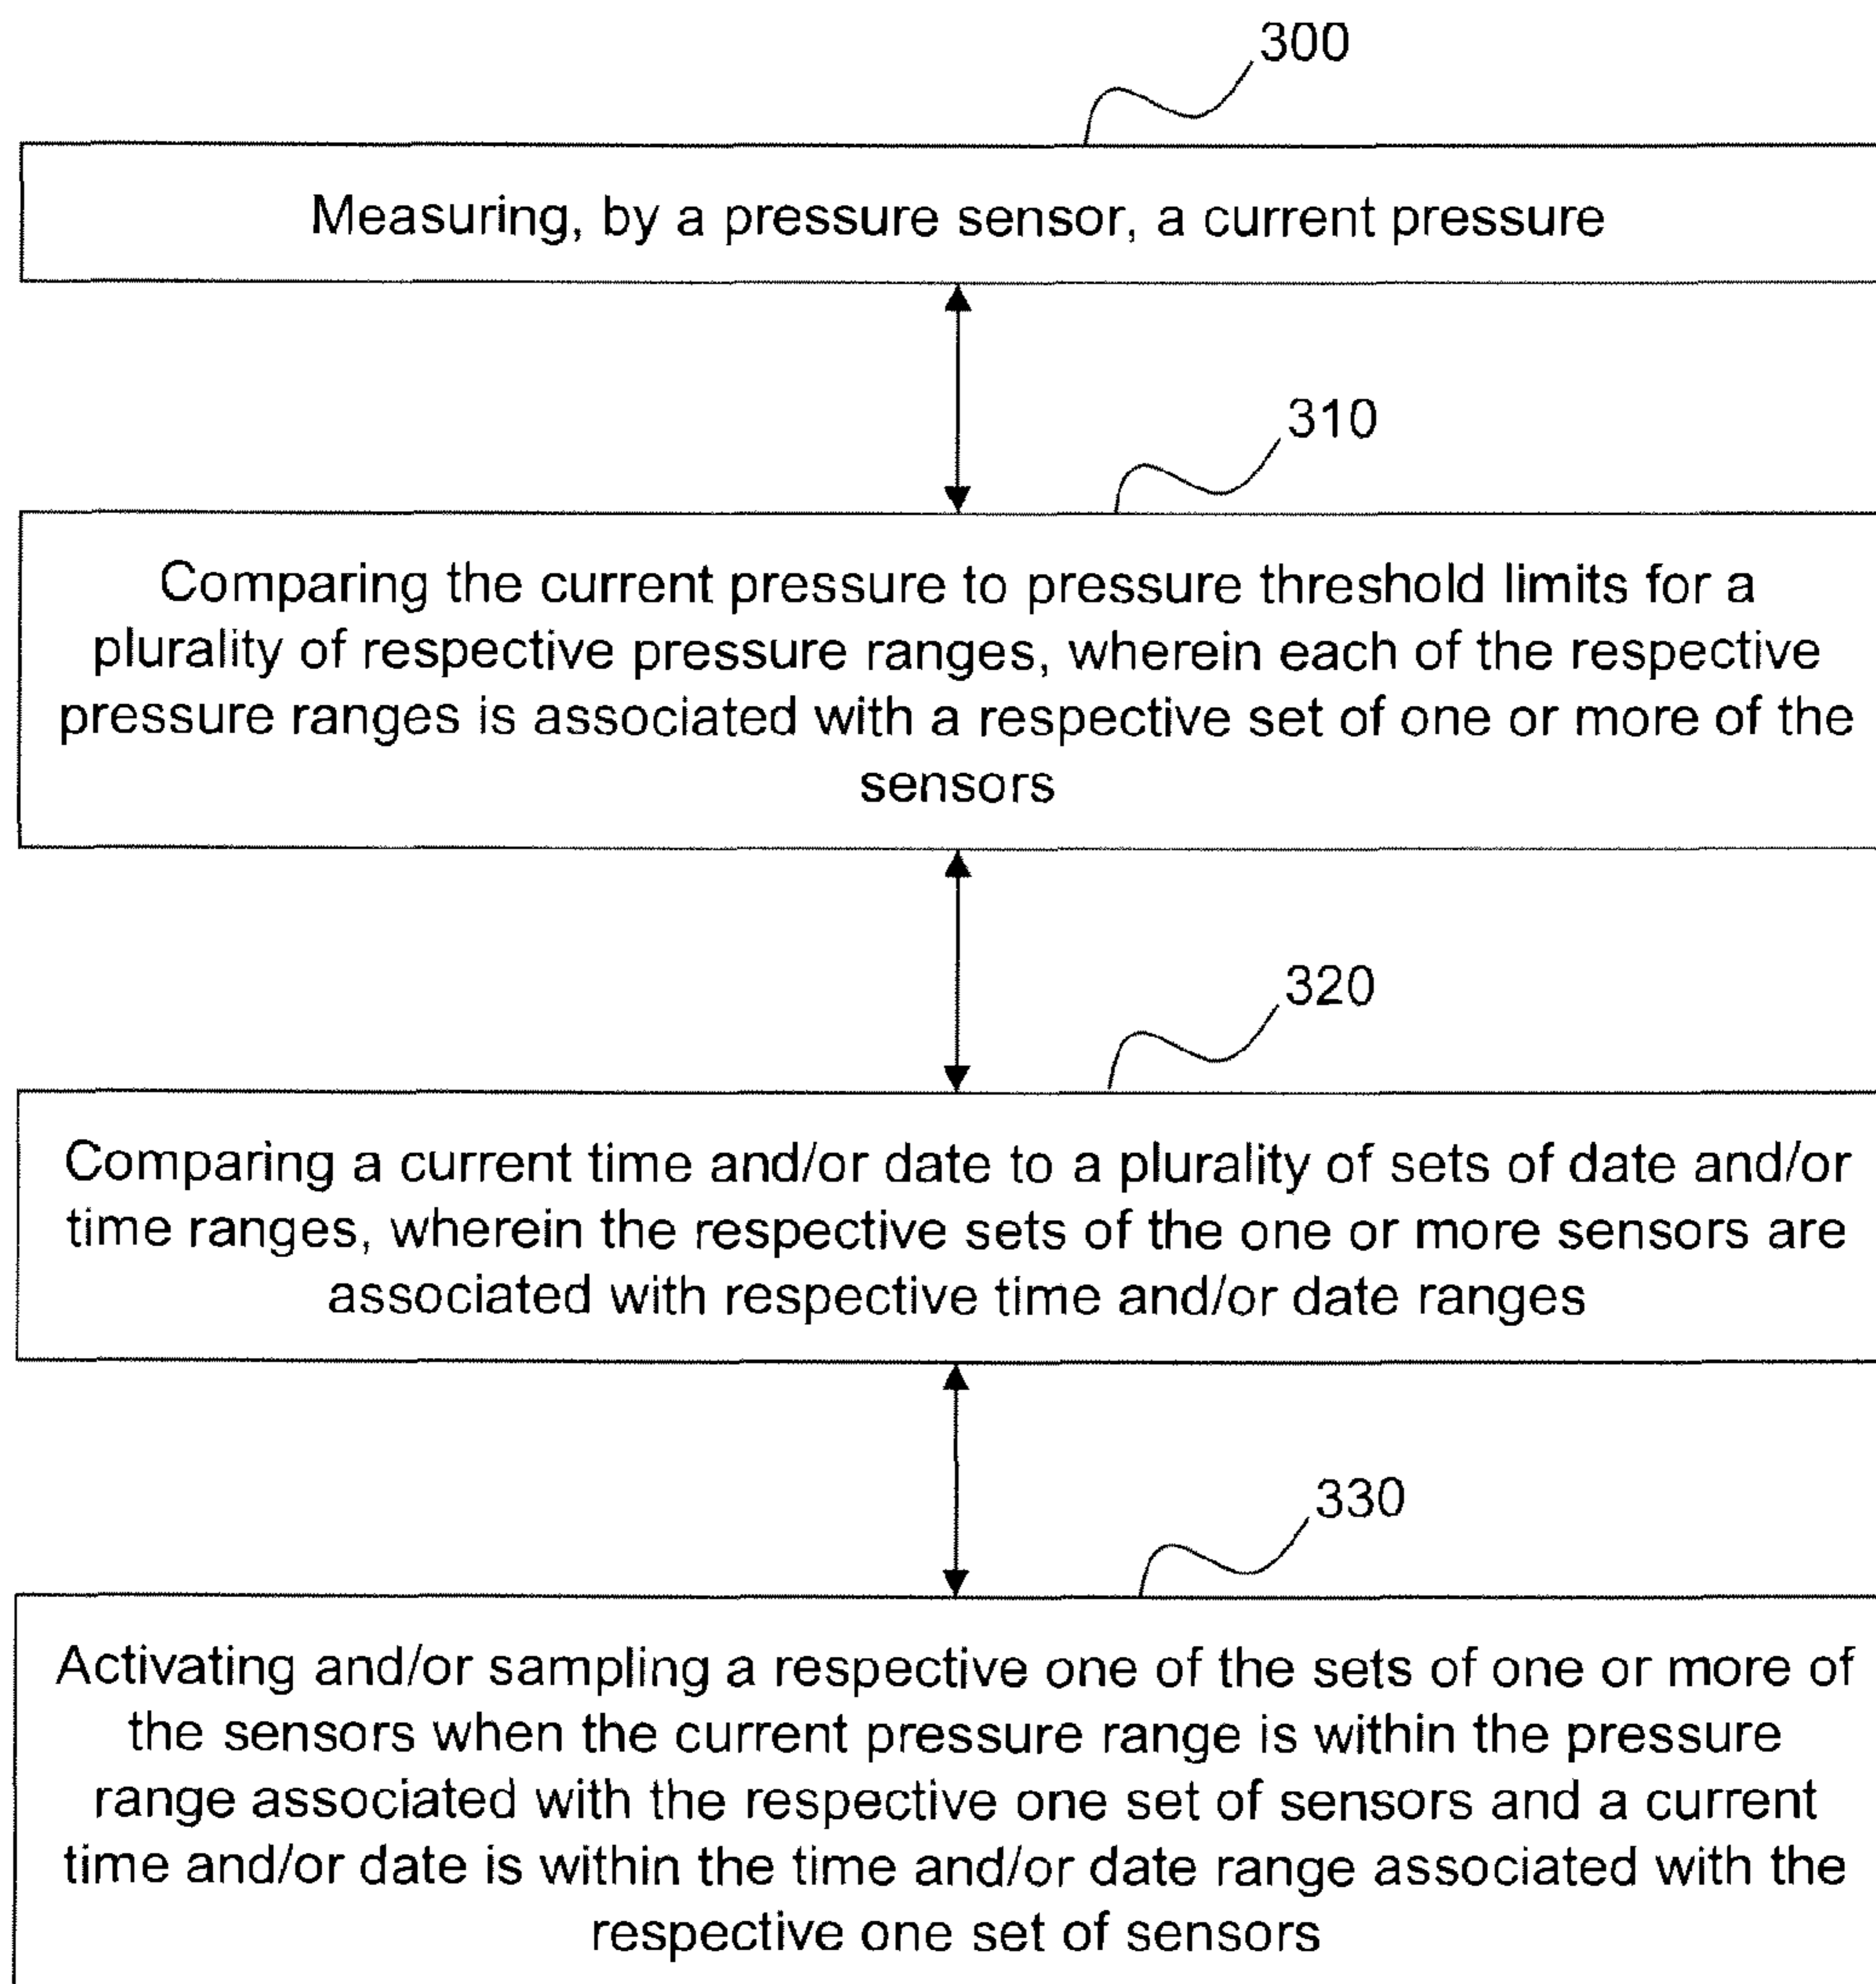 300
Measuring, by a pressure sensor, a current pressure
310
Comparing the current pressure to pressure threshold limits for a
plurality of respective pressure ranges, wherein each of the respective
pressure ranges is associated with a respective set of one or more of the
sensors
320
Comparing a current time and/or date to a plurality of sets of date and/or
time ranges, wherein the respective sets of the one or more sensors are
associated with respective time and/or date ranges
330
Activating and/or sampling a respective one of the sets of one or more of
the sensors when the current pressure range is within the pressure
range associated with the respective one set of sensors and a current
time and/or date is within the time and/or date range associated with the
respective one set of sensors